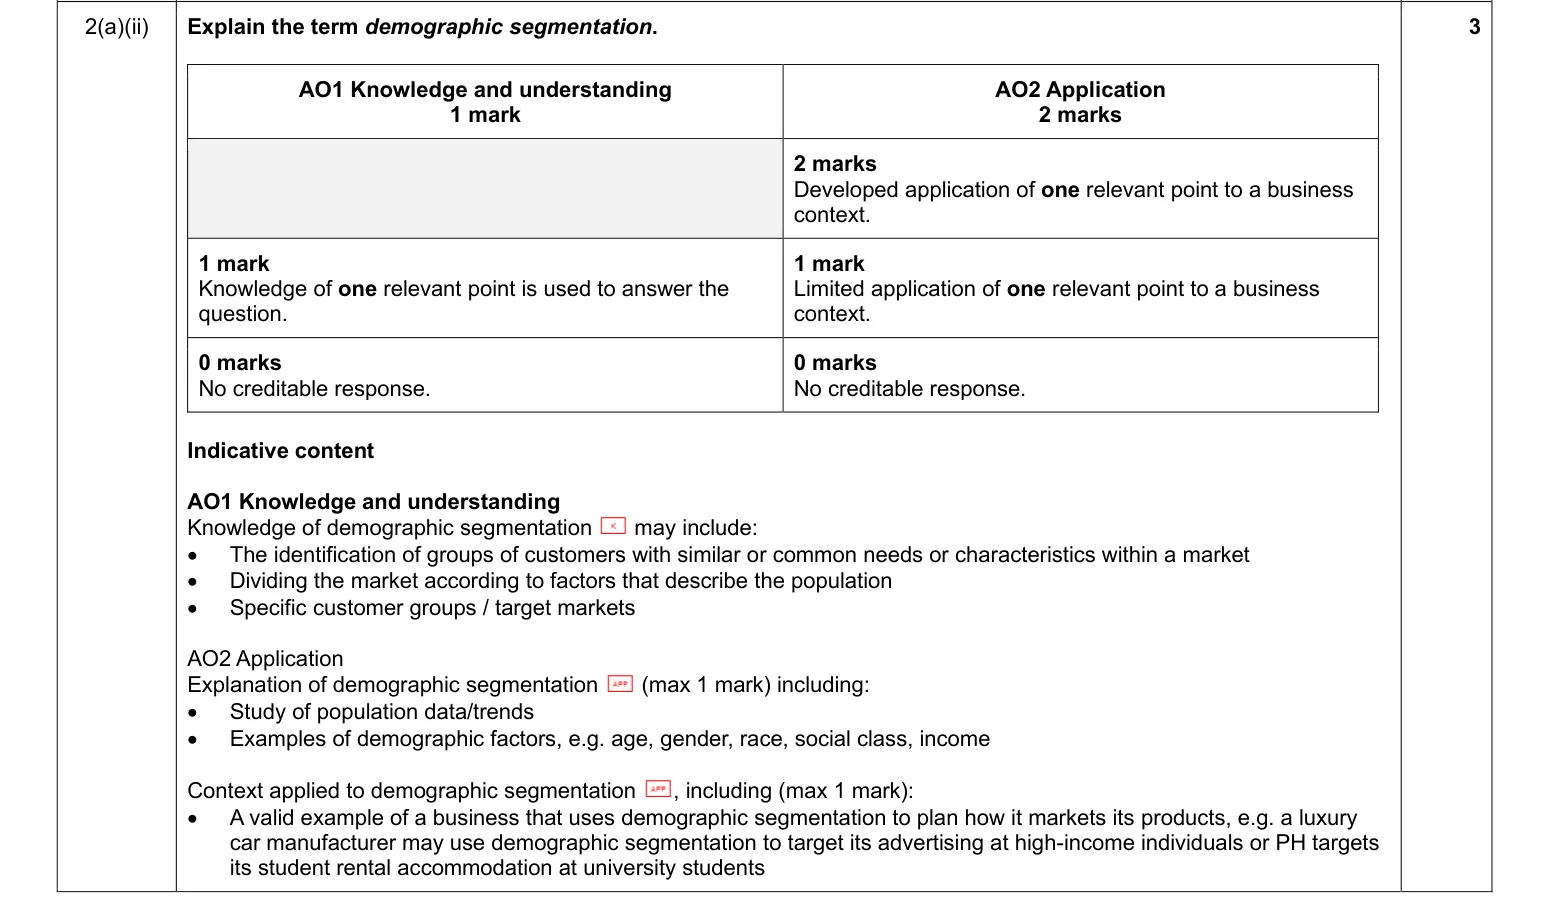 2(a)(ii)
Explain the term demographic segmentation.
3
AO1 Knowledge and understanding
1 mark
AO2 Application
2 marks
2 marks
Developed application of one relevant point to a business
context.
1 mark
Knowledge of one relevant point is used to answer the
question.
1 mark
Limited application of one relevant point to a business
context.
0 marks
No creditable response.
0 marks
No creditable response.
Indicative content
AO1 Knowledge and understanding
Knowledge of demographic segmentation K may include:
• The identification of groups of customers with similar or common needs or characteristics within a market
• Dividing the market according to factors that describe the population
• Specific customer groups / target markets
AO2 Application
Explanation of demographic segmentation APP (max 1 mark) including:
• Study of population data/trends
• Examples of demographic factors, e.g. age, gender, race, social class, income
Context applied to demographic segmentation APP, including (max 1 mark):
• A valid example of a business that uses demographic segmentation to plan how it markets its products, e.g. a luxury
car manufacturer may use demographic segmentation to target its advertising at high-income individuals or PH targets
its student rental accommodation at university students